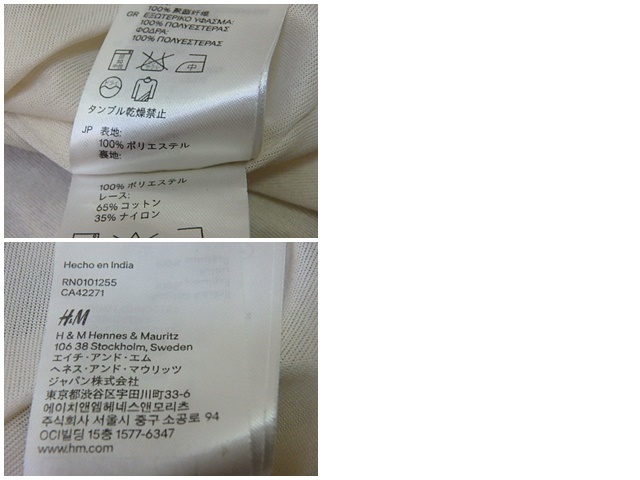 100% 聚酯纤维
GR ΕΞΩΤΕΡΙΚΟ ΥΦΑΣΜΑ:
100% ΠΟΛΥΕΣΤΕΡΑΣ
ΦΟΔΡΑ:
100% ΠΟΛΥΕΣΤΕΡΑΣ
中
タンブル乾燥禁止
JP 表地:
100% ポリエステル
裏地:
100% ポリエステル
レース:
65% コットン
35% ナイロン
Hecho en India
RN0101255
CA42271
H&M
H & M Hennes & Mauritz
106 38 Stockholm, Sweden
エイチ・アンド・エム
ヘネス・アンド・マウリッツ
ジャパン株式会社
東京都渋谷区宇田川町33-6
에이치앤엠헤네스앤모리츠
주식회사 서울시 중구 소공로 94
OCI빌딩 15층 1577-6347
www.hm.com